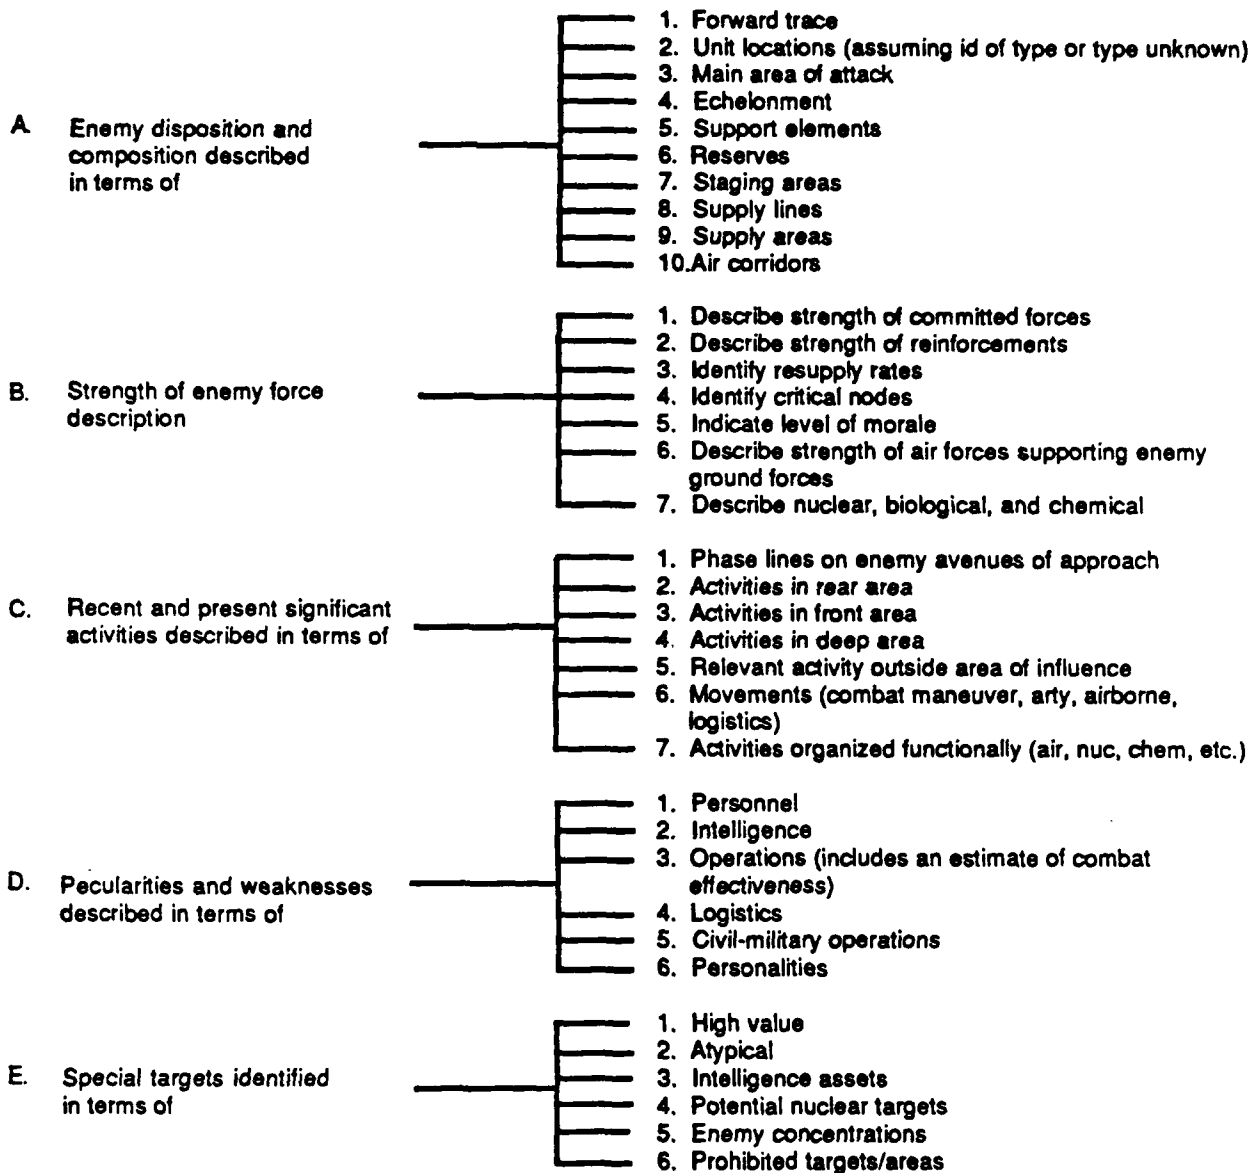 A. Enemy disposition and
composition described
in terms of
1. Forward trace
2. Unit locations (assuming id of type or type unknown)
3. Main area of attack
4. Echelonment
5. Support elements
6. Reserves
7. Staging areas
8. Supply lines
9. Supply areas
10.Air corridors
B. Strength of enemy force
description
1. Describe strength of committed forces
2. Describe strength of reinforcements
3. Identify resupply rates
4. Identify critical nodes
5. Indicate level of morale
6. Describe strength of air forces supporting enemy
ground forces
7. Describe nuclear, biological, and chemical
C. Recent and present significant
activities described in terms of
1. Phase lines on enemy avenues of approach
2. Activities in rear area
3. Activities in front area
4. Activities in deep area
5. Relevant activity outside area of influence
6. Movements (combat maneuver, arty, airborne,
logistics)
7. Activities organized functionally (air, nuc, chem, etc.)
D. Pecularities and weaknesses
described in terms of
1. Personnel
2. Intelligence
3. Operations (includes an estimate of combat
effectiveness)
4. Logistics
5. Civil-military operations
6. Personalities
E. Special targets identified
in terms of
1. High value
2. Atypical
3. Intelligence assets
4. Potential nuclear targets
5. Enemy concentrations
6. Prohibited targets/areas